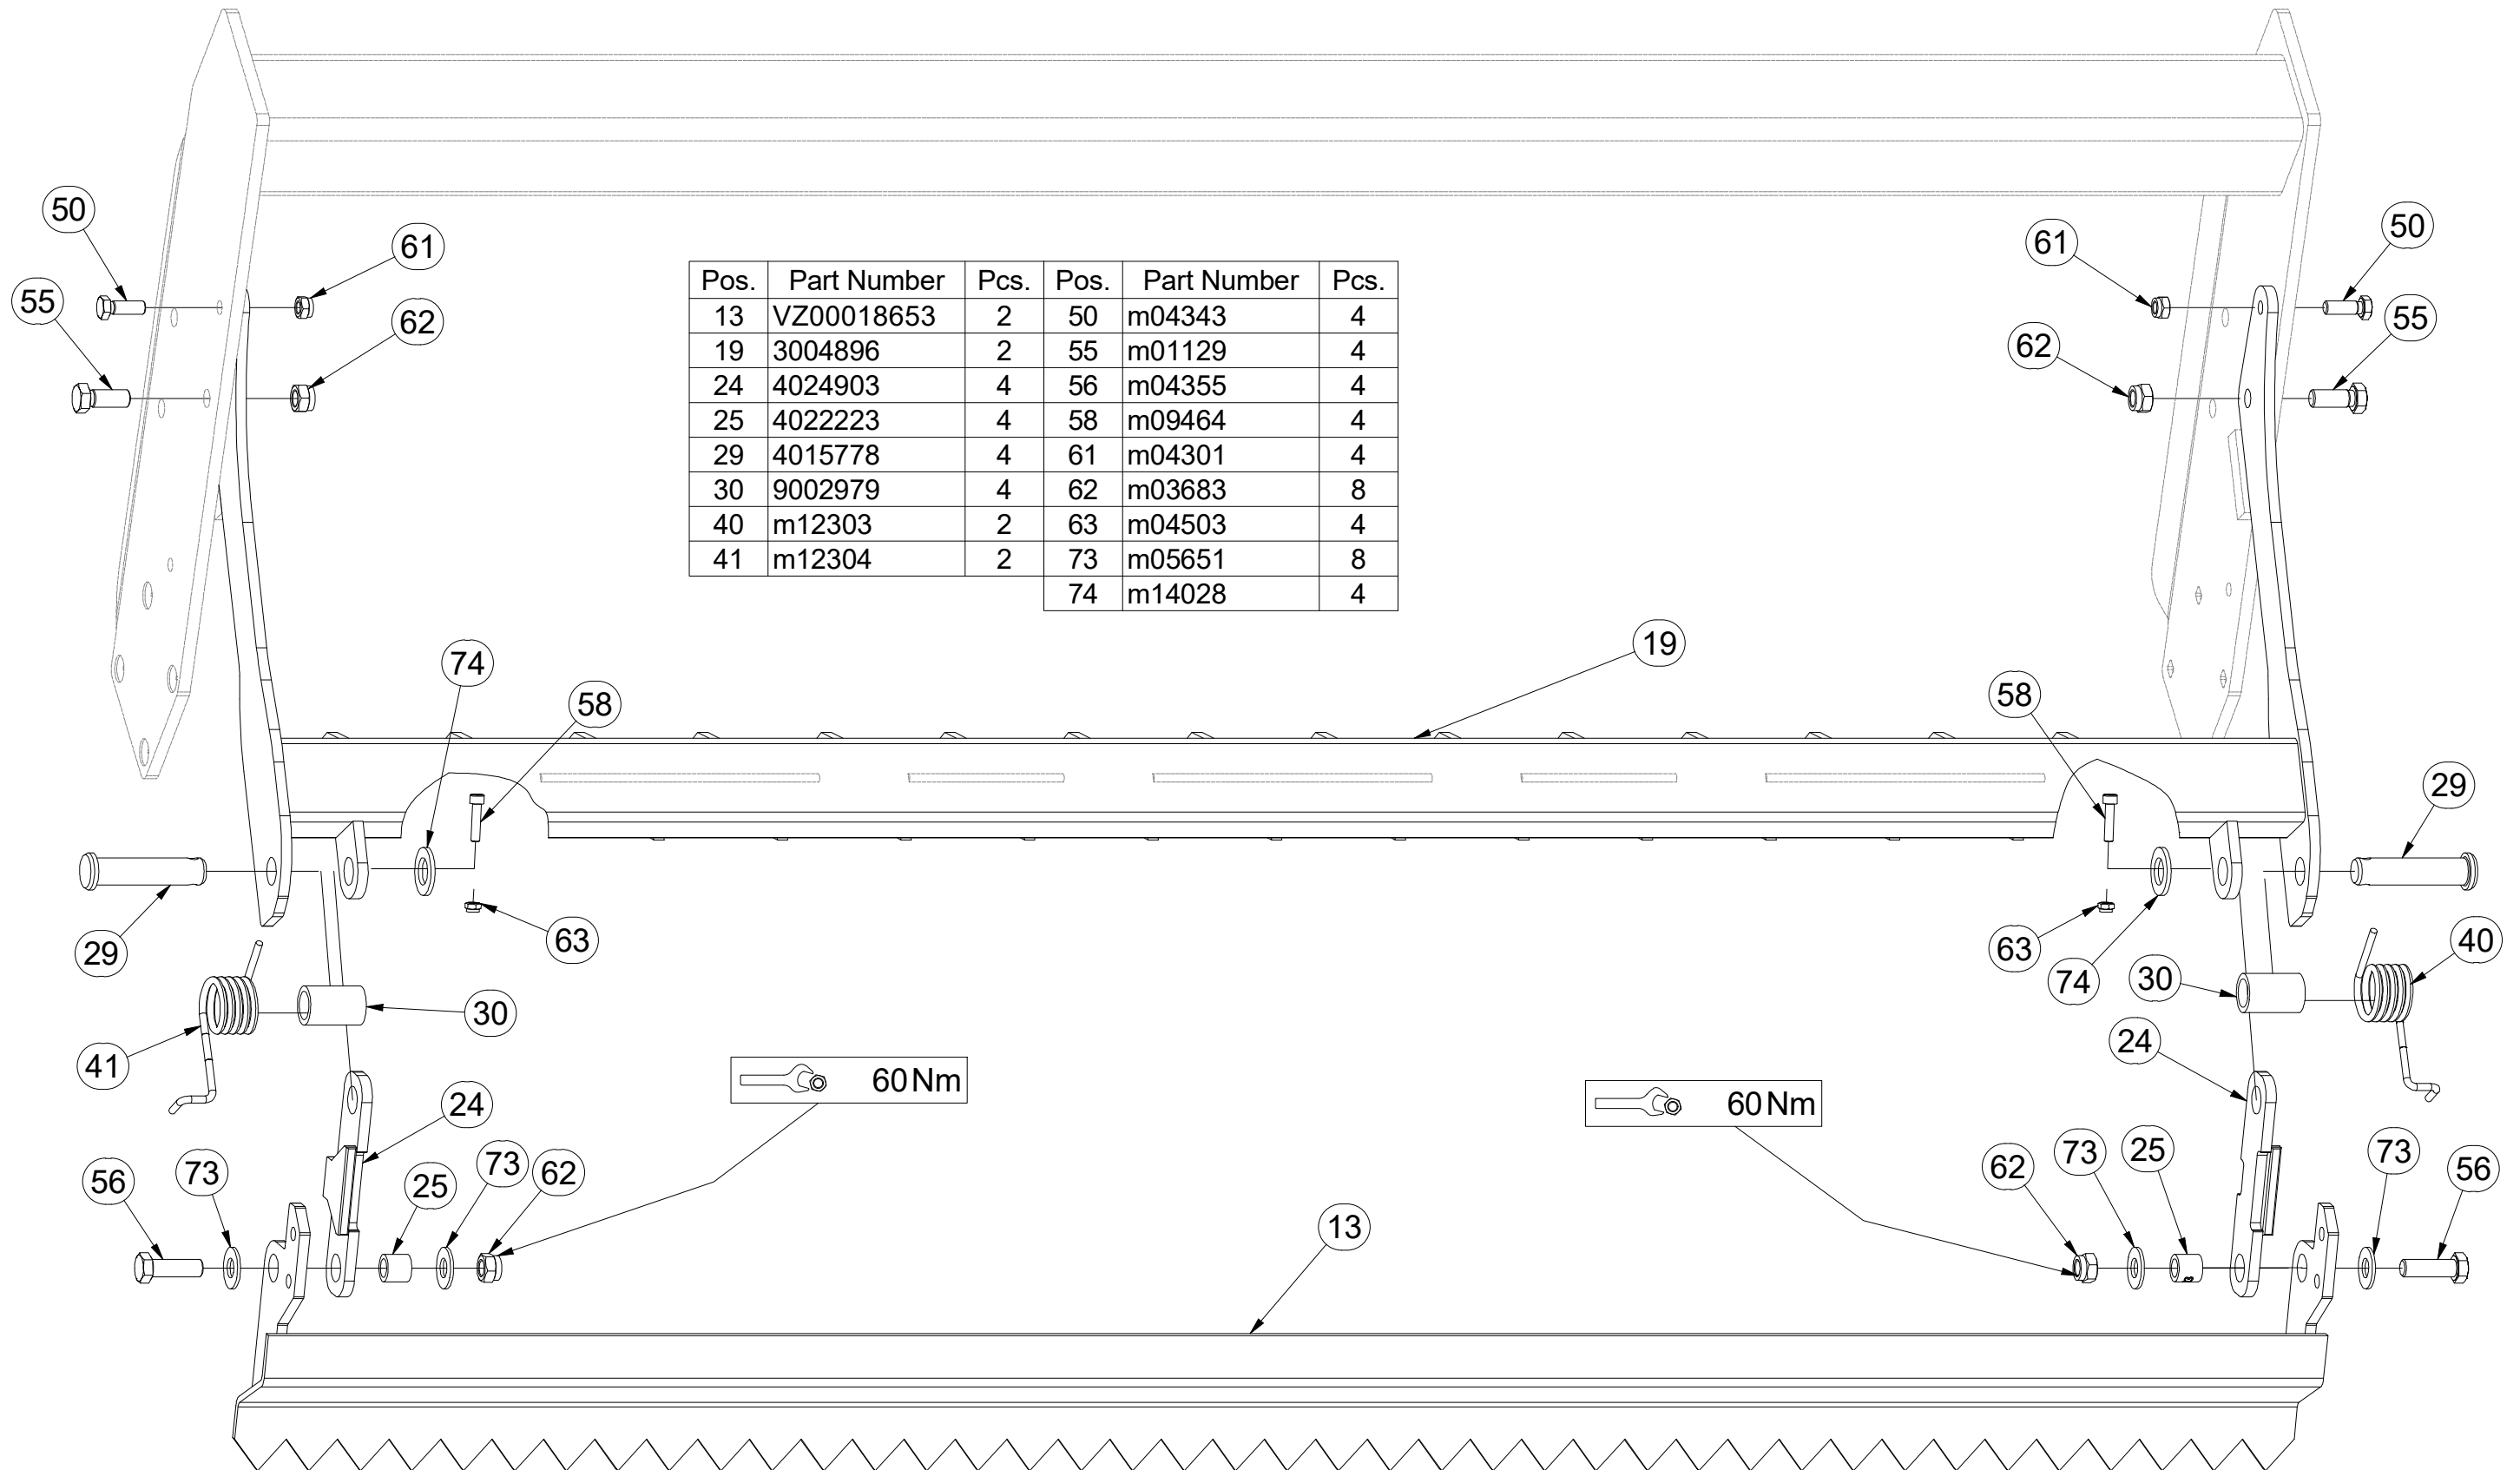 50
61
55
62
61
50
62
55
Pos. Part Number Pcs. Pos. Part Number Pcs.
13 VZ00018653 2 50 m04343 4
19 3004896 2 55 m01129 4
24 4024903 4 56 m04355 4
25 4022223 4 58 m09464 4
29 4015778 4 61 m04301 4
30 9002979 4 62 m03683 8
40 m12303 2 63 m04503 4
41 m12304 2 73 m05651 8
74 m14028 4
19
74
58
58
29
29
63
63
40
74
30
30
41
24
60 Nm
60 Nm
24
56
73
25
73
62
62
73
25
73
56
13